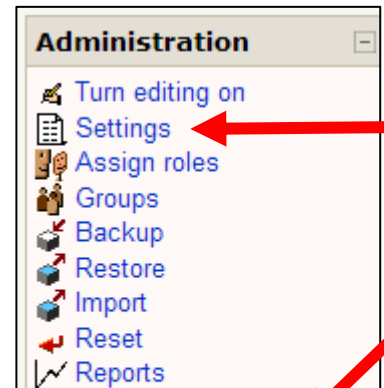 Administration
Turn editing on
Settings
Assign roles
Groups
Backup
Restore
Import
Reset
Reports